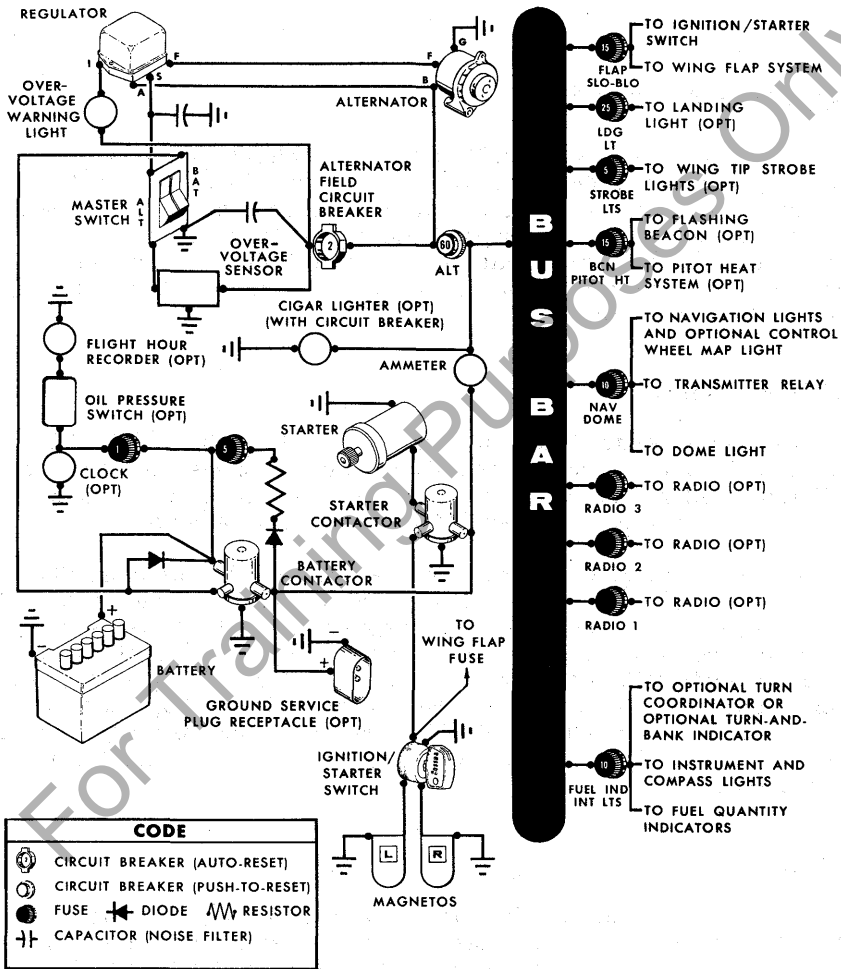 REGULATOR
F
I
S
A
OVER-
VOLTAGE
WARNING
LIGHT
G
F
B
ALTERNATOR
BAT
ALT
MASTER
SWITCH
ALTERNATOR
FIELD
CIRCUIT
BREAKER
2
OVER-
VOLTAGE
SENSOR
60
ALT
CIGAR LIGHTER (OPT)
(WITH CIRCUIT BREAKER)
AMMETER
FLIGHT HOUR
RECORDER (OPT)
OIL PRESSURE
SWITCH (OPT)
1
5
CLOCK
(OPT)
STARTER
STARTER
CONTACTOR
BATTERY
CONTACTOR
+
-
BATTERY
-
+
GROUND SERVICE
PLUG RECEPTACLE (OPT)
TO
WING FLAP
FUSE
IGNITION/
STARTER
SWITCH
L
R
MAGNETOS
BUS BAR
15
FLAP
SLO-BLO
TO IGNITION/STARTER
SWITCH
TO WING FLAP SYSTEM
25
LDG
LT
TO LANDING
LIGHT (OPT)
5
STROBE
LTS
TO WING TIP STROBE
LIGHTS (OPT)
15
BCN
PITOT HT
TO FLASHING
BEACON (OPT)
TO PITOT HEAT
SYSTEM (OPT)
10
NAV
DOME
TO NAVIGATION LIGHTS
AND OPTIONAL CONTROL
WHEEL MAP LIGHT
TO TRANSMITTER RELAY
TO DOME LIGHT
RADIO 3
TO RADIO (OPT)
RADIO 2
TO RADIO (OPT)
RADIO 1
TO RADIO (OPT)
10
FUEL IND
INT LTS
TO OPTIONAL TURN
COORDINATOR OR
OPTIONAL TURN-AND-
BANK INDICATOR
TO INSTRUMENT AND
COMPASS LIGHTS
TO FUEL QUANTITY
INDICATORS
CODE
CIRCUIT BREAKER (AUTO-RESET)
CIRCUIT BREAKER (PUSH-TO-RESET)
FUSE DIODE RESISTOR
CAPACITOR (NOISE FILTER)
For Training Purposes Only